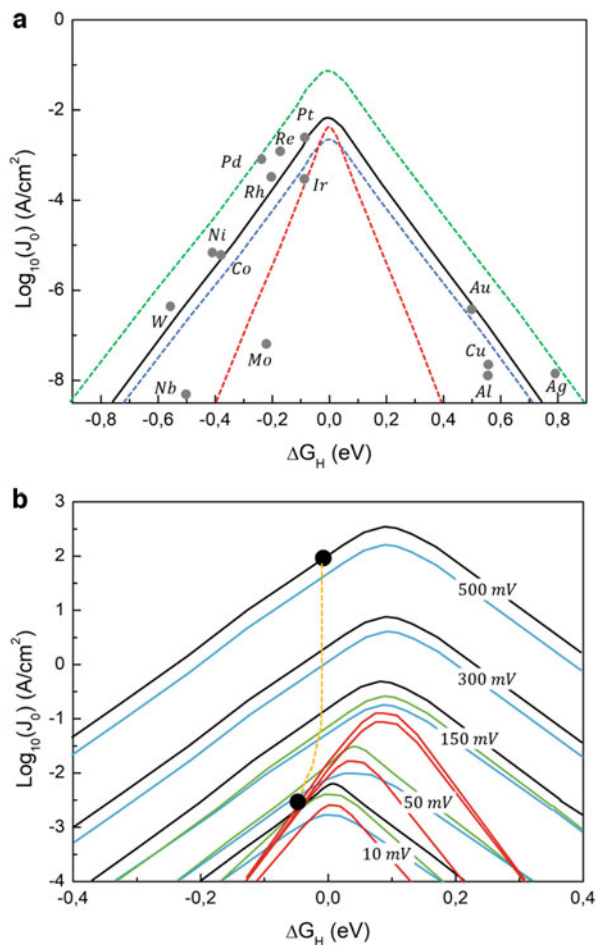 a
0
Pt
Re
-2
Pd
Rh
Ir
Log10(J0) (A/cm²)
-4
Ni
Co
-6
W
Au
Mo
Cu
-8
Nb
Al
Ag
-0,8 -0,6 -0,4 -0,2 0,0 0,2 0,4 0,6 0,8
ΔG_H (eV)
b
3
2
500 mV
1
Log10(J0) (A/cm²)
0
300 mV
-1
150 mV
-2
50 mV
-3
10 mV
-4
-0,4 -0,2 0,0 0,2 0,4
ΔG_H (eV)